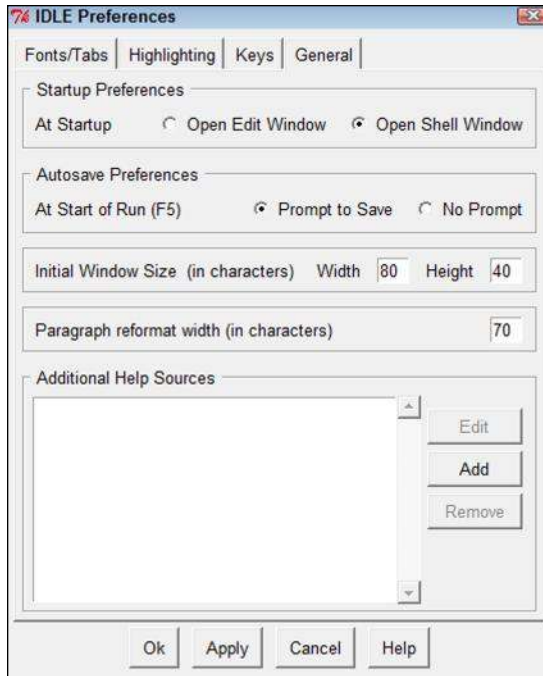 IDLE Preferences
Fonts/Tabs Highlighting Keys General
Startup Preferences
At Startup Open Edit Window Open Shell Window
Autosave Preferences
At Start of Run (F5) Prompt to Save No Prompt
Initial Window Size (in characters) Width 80 Height 40
Paragraph reformat width (in characters) 70
Additional Help Sources
Edit
Add
Remove
Ok Apply Cancel Help